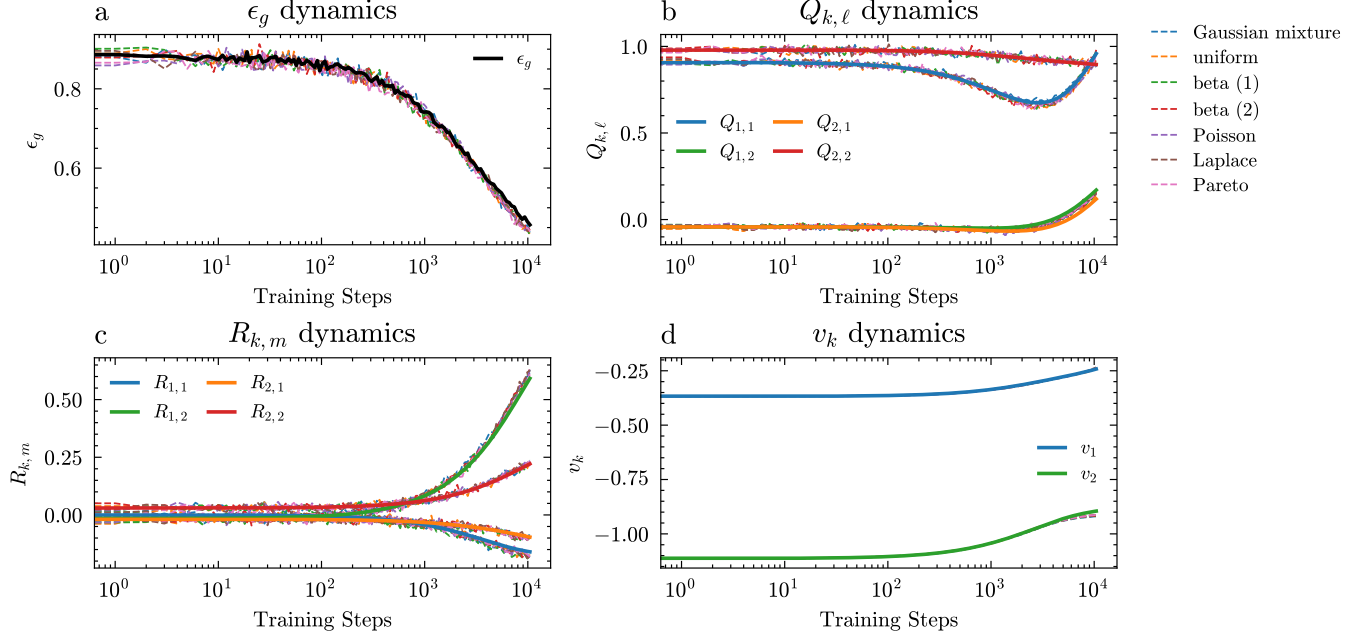 a
ϵ_g dynamics
ϵ_g
0.8
0.6
ϵ_g
10^0 10^1 10^2 10^3 10^4
Training Steps
b
Q_{k,ℓ} dynamics
1.0
0.5
0.0
Q_{k,ℓ}
Q_{1,1} Q_{2,1}
Q_{1,2} Q_{2,2}
10^0 10^1 10^2 10^3 10^4
Training Steps
Gaussian mixture
uniform
beta (1)
beta (2)
Poisson
Laplace
Pareto
c
R_{k,m} dynamics
R_{1,1} R_{2,1}
R_{1,2} R_{2,2}
0.50
0.25
0.00
R_{k,m}
10^0 10^1 10^2 10^3 10^4
Training Steps
d
v_k dynamics
−0.25
−0.50
−0.75
−1.00
v_k
v_1
v_2
10^0 10^1 10^2 10^3 10^4
Training Steps